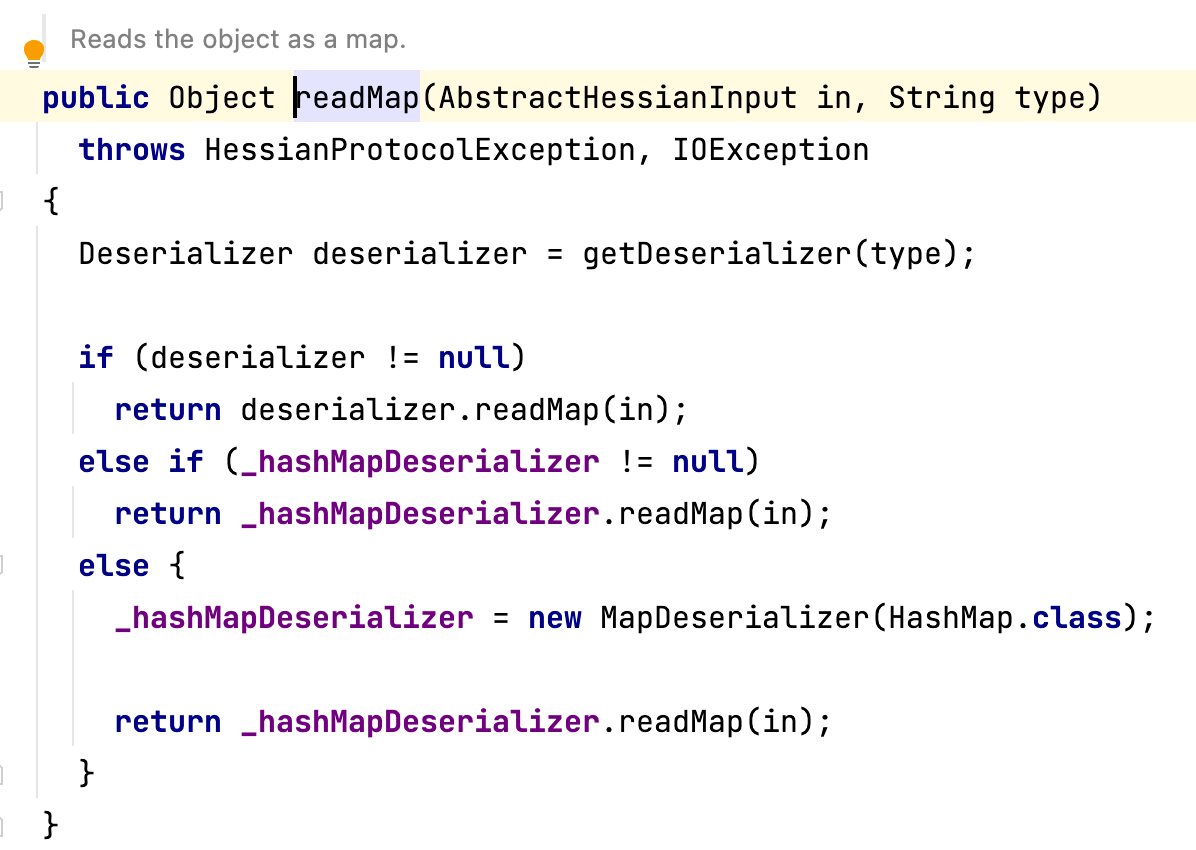 Reads the object as a map.
public Object readMap(AbstractHessianInput in, String type)
throws HessianProtocolException, IOException
{
Deserializer deserializer = getDeserializer(type);
if (deserializer != null)
return deserializer.readMap(in);
else if (_hashMapDeserializer != null)
return _hashMapDeserializer.readMap(in);
else {
_hashMapDeserializer = new MapDeserializer(HashMap.class);
return _hashMapDeserializer.readMap(in);
}
}